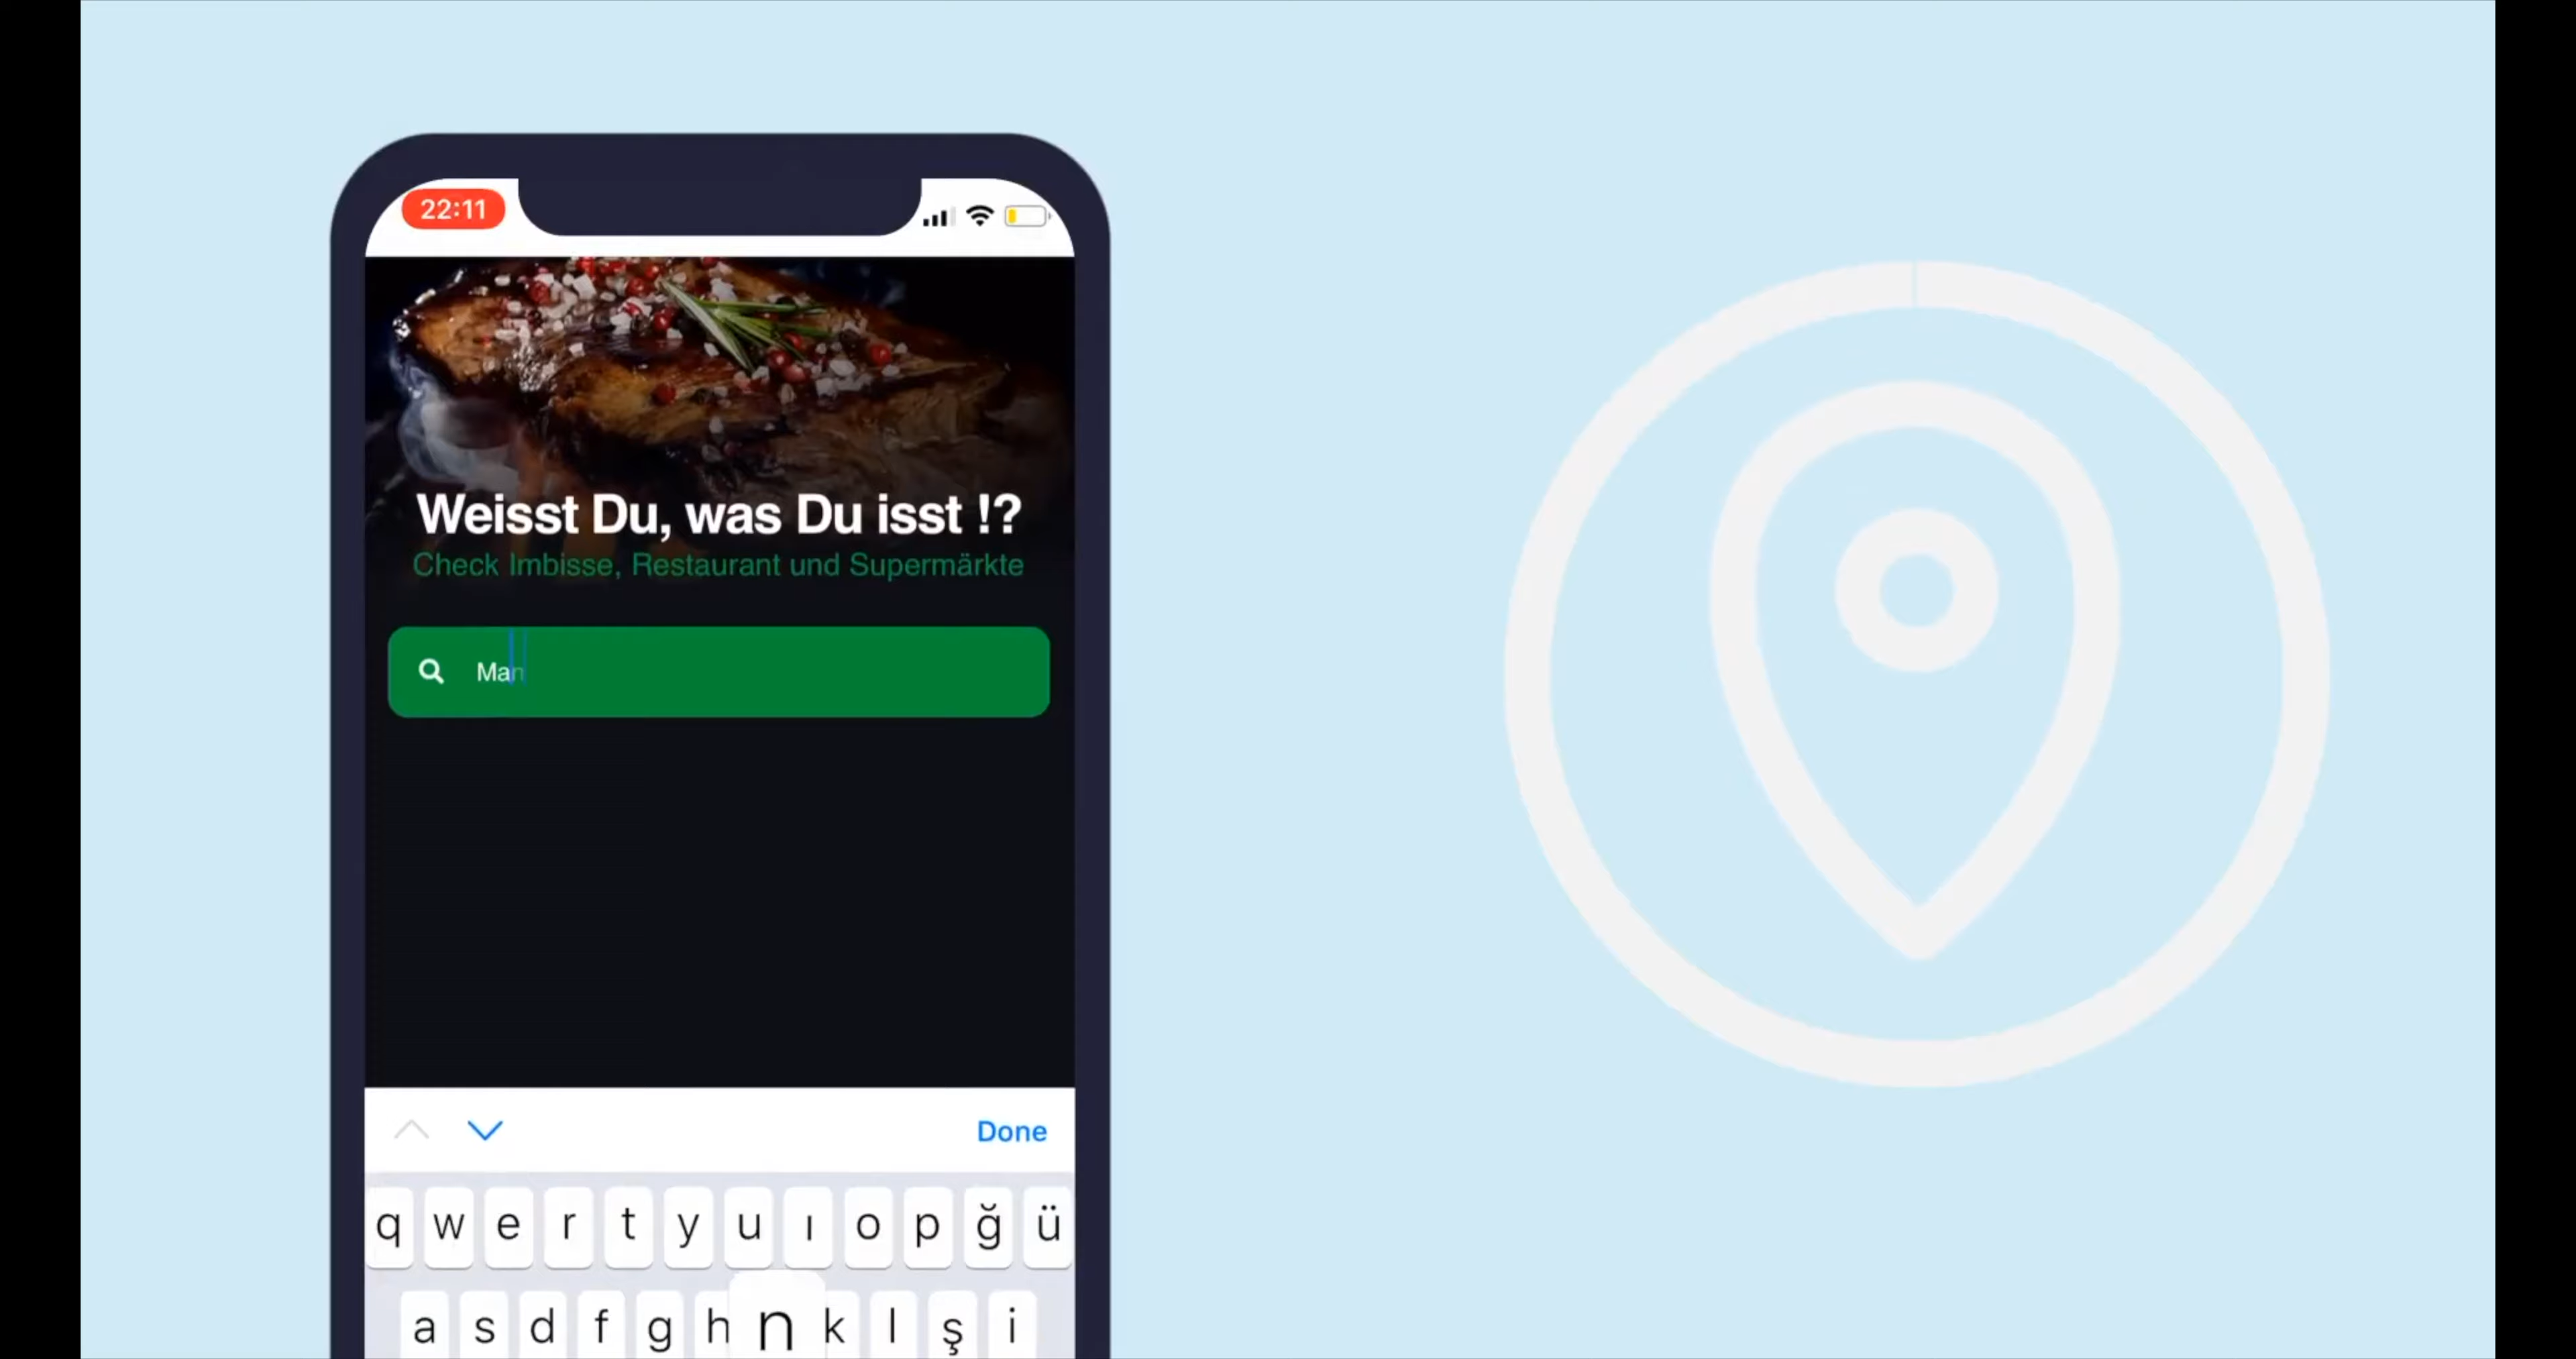 22:11
Weisst Du, was Du isst !?
Check Imbisse, Restaurant und Supermärkte
Man
Done
q w e r t y u ı o p ğ ü
a s d f g h n k l ş i